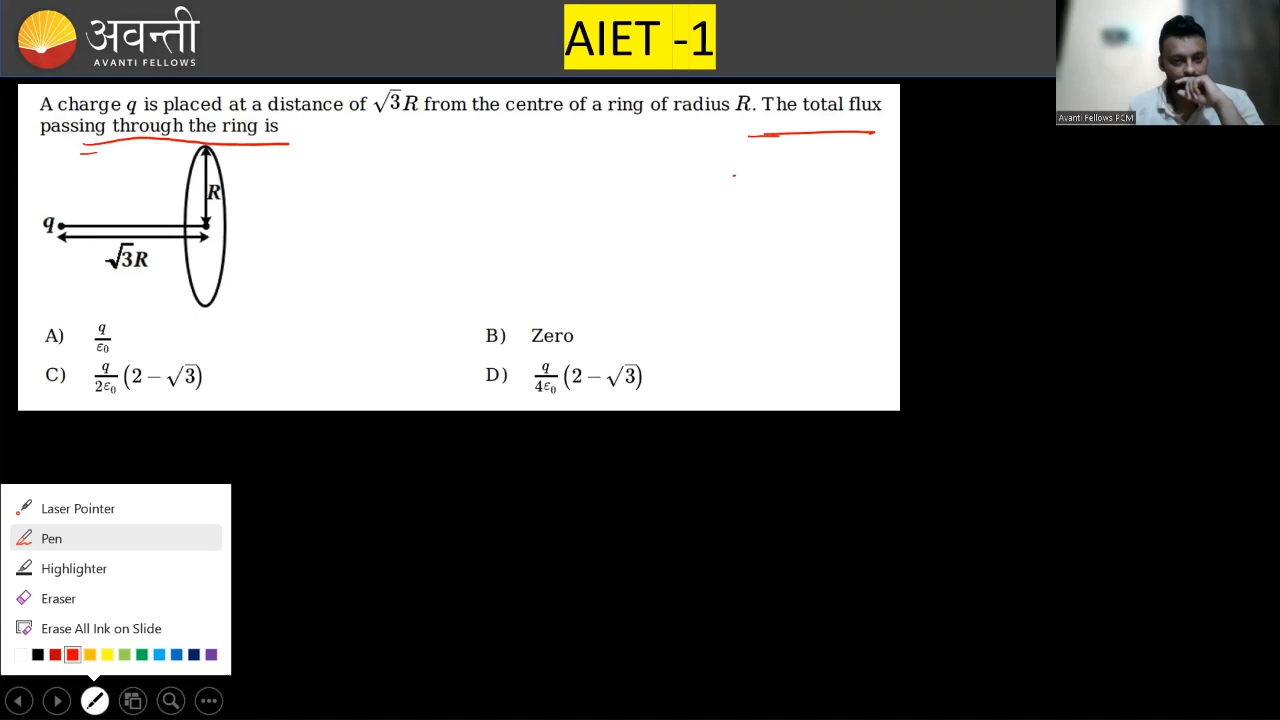 अवन्ती
AVANTI FELLOWS
AIET -1
Avanti Fellows PCM
A charge q is placed at a distance of √3R from the centre of a ring of radius R. The total flux
passing through the ring is
R
q
√3R
A) q/ε₀
B) Zero
C) q/2ε₀ (2 − √3)
D) q/4ε₀ (2 − √3)
Laser Pointer
Pen
Highlighter
Eraser
Erase All Ink on Slide